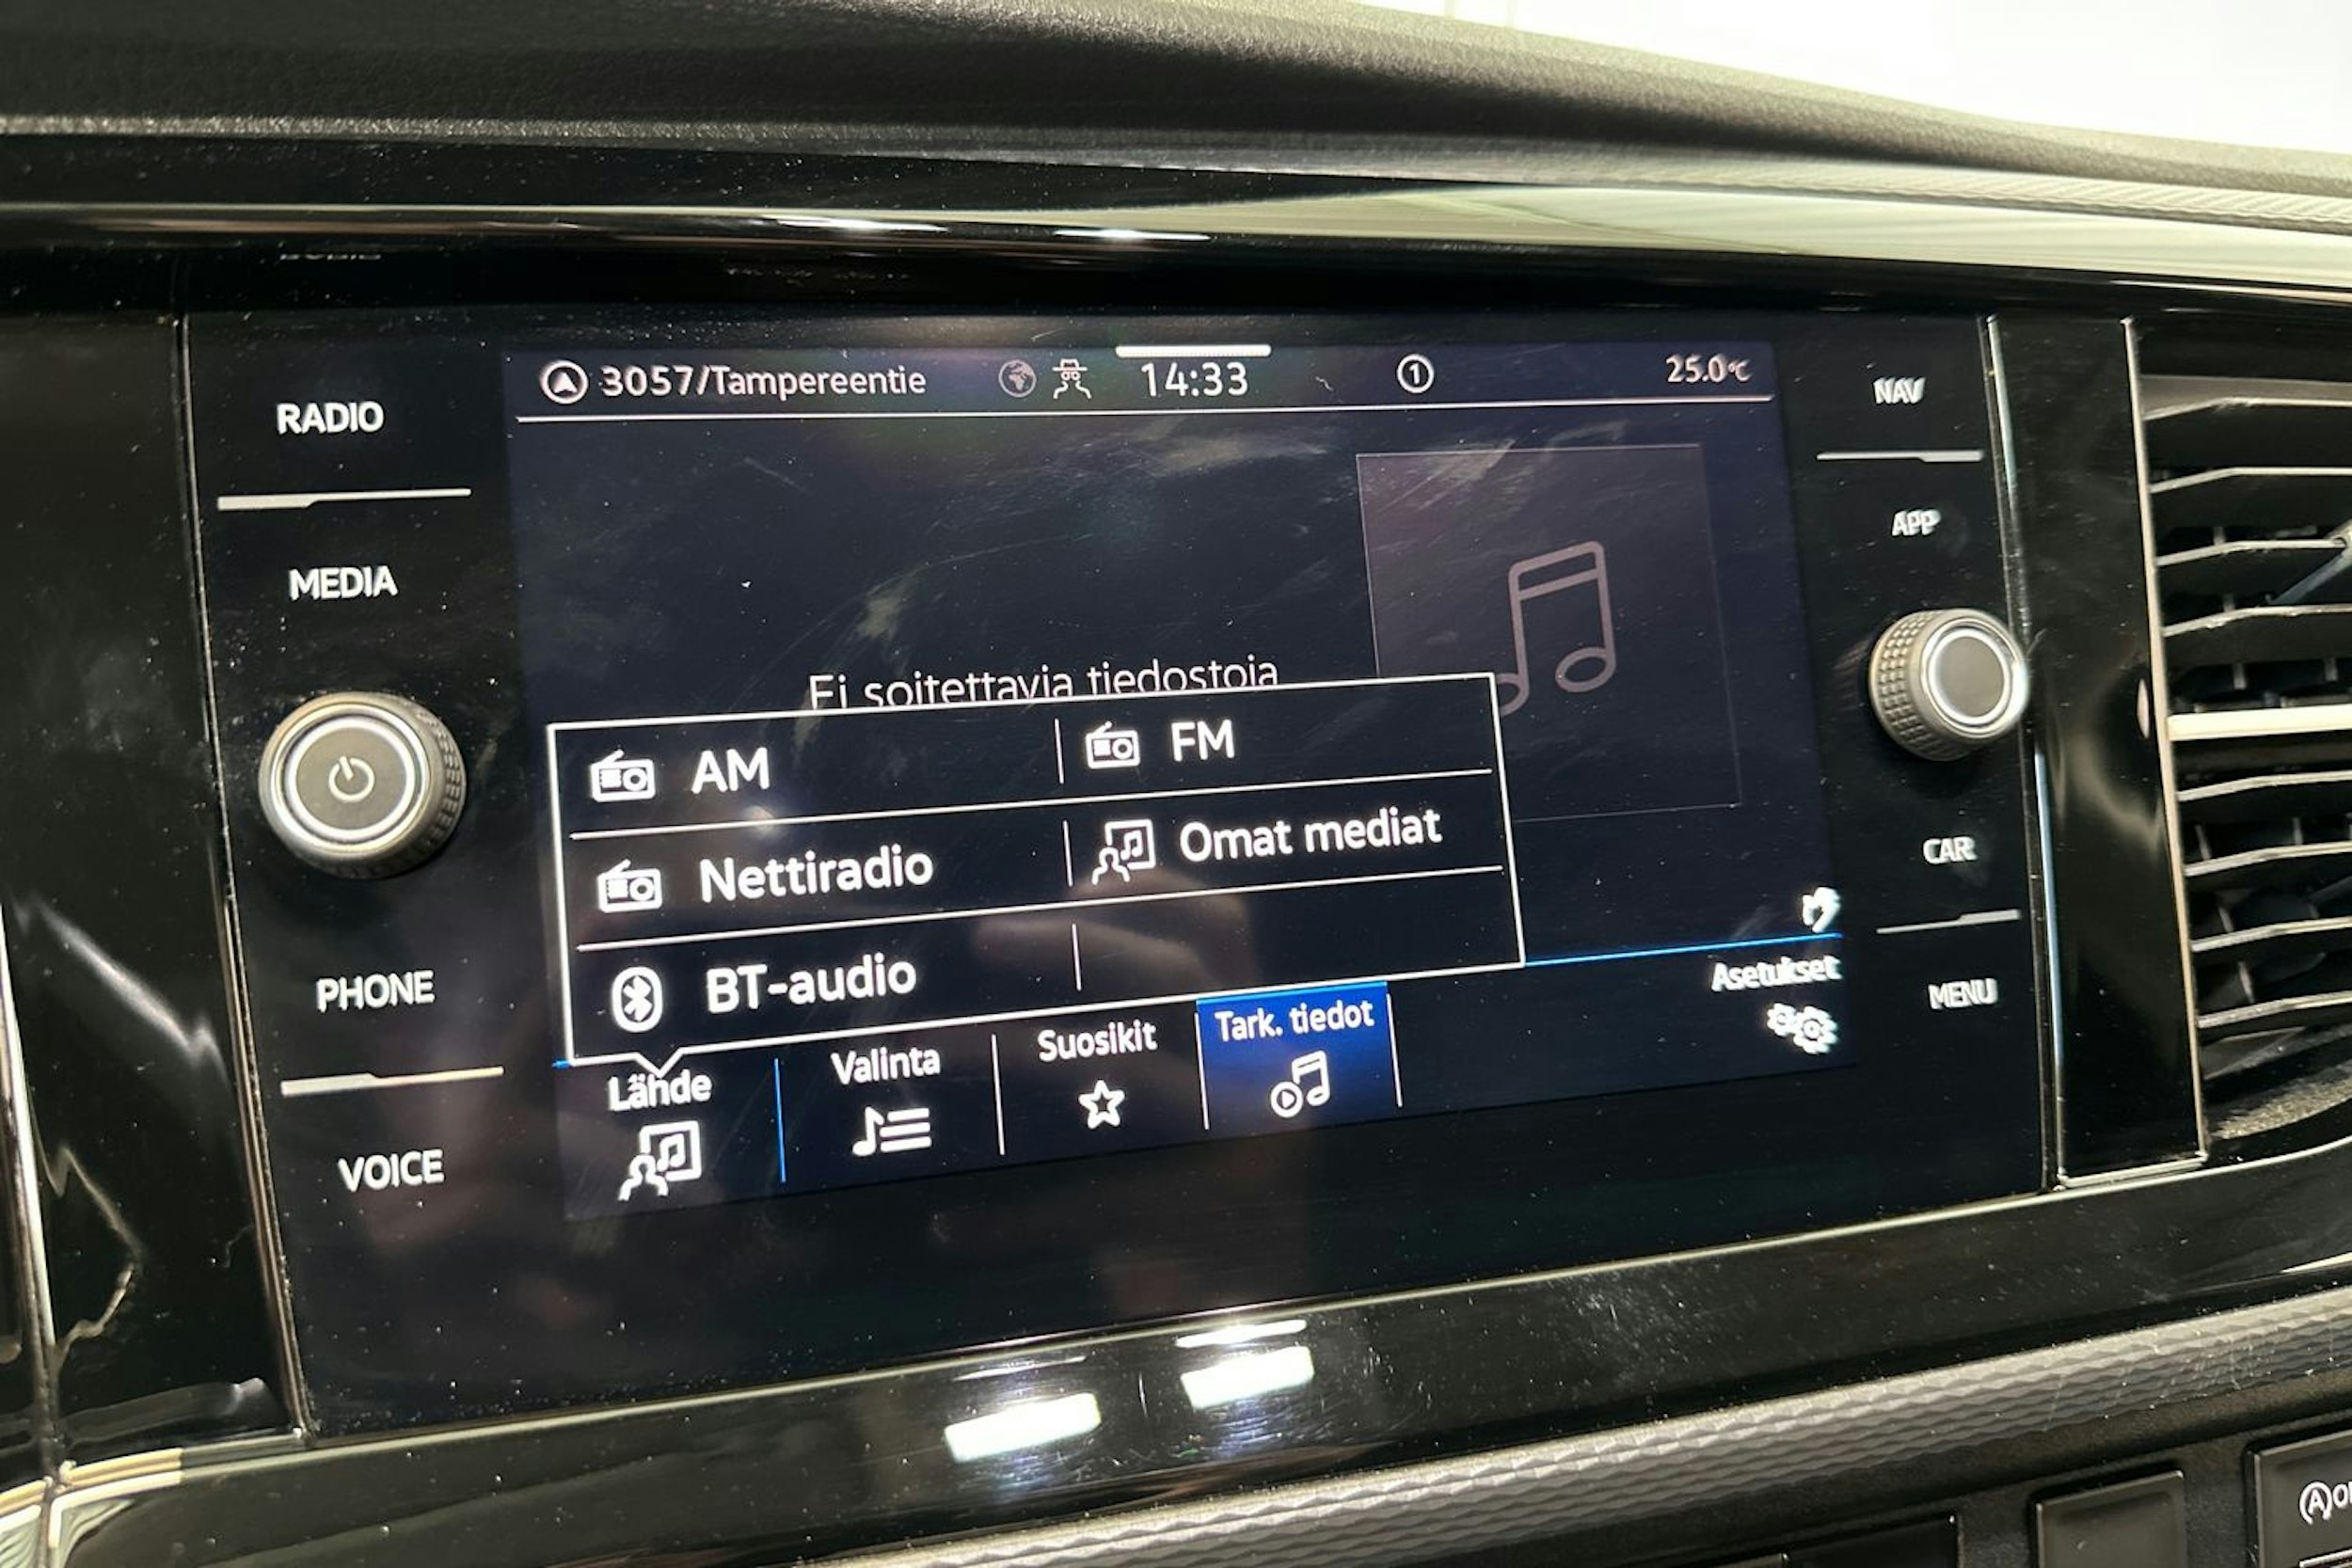 3057/Tampereentie
14:33
1
25.0°C
RADIO
MEDIA
PHONE
VOICE
NAV
APP
CAR
MENU
Ei soitettavia tiedostoja
AM
FM
Nettiradio
Omat mediat
BT-audio
Lähde
Valinta
Suosikit
Tark. tiedot
Asetukset